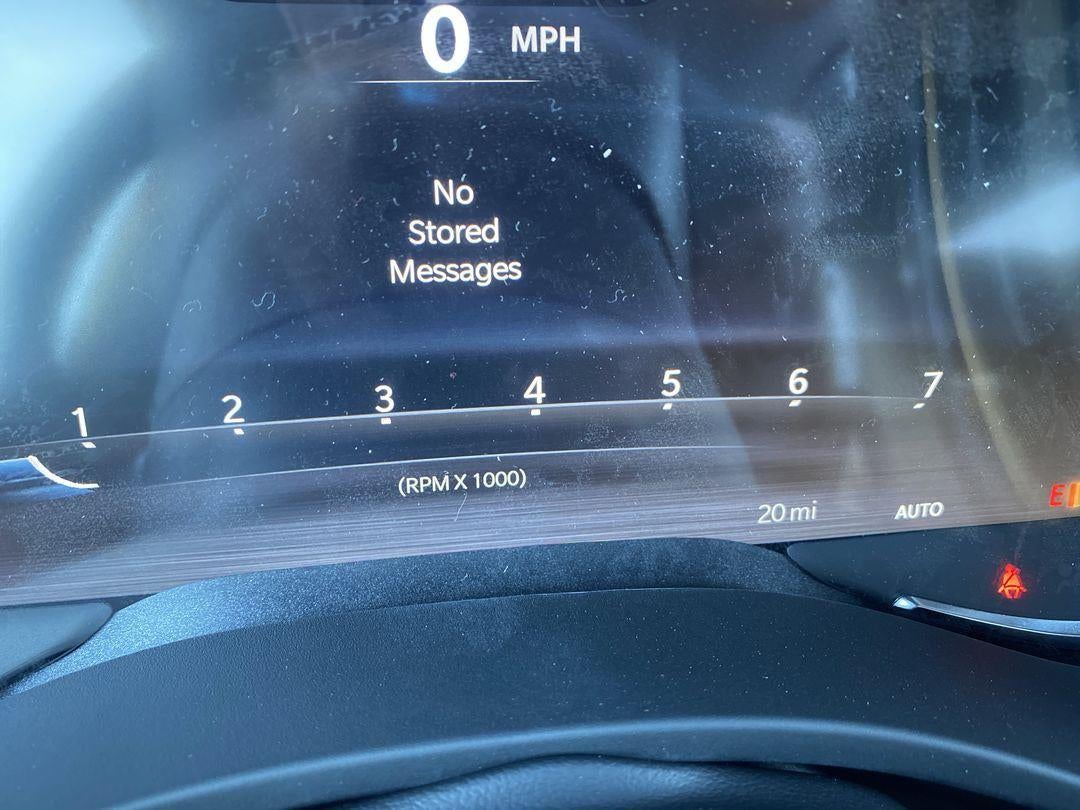 0 MPH
No
Stored
Messages
1 2 3 4 5 6 7
(RPM X 1000)
20 mi AUTO E